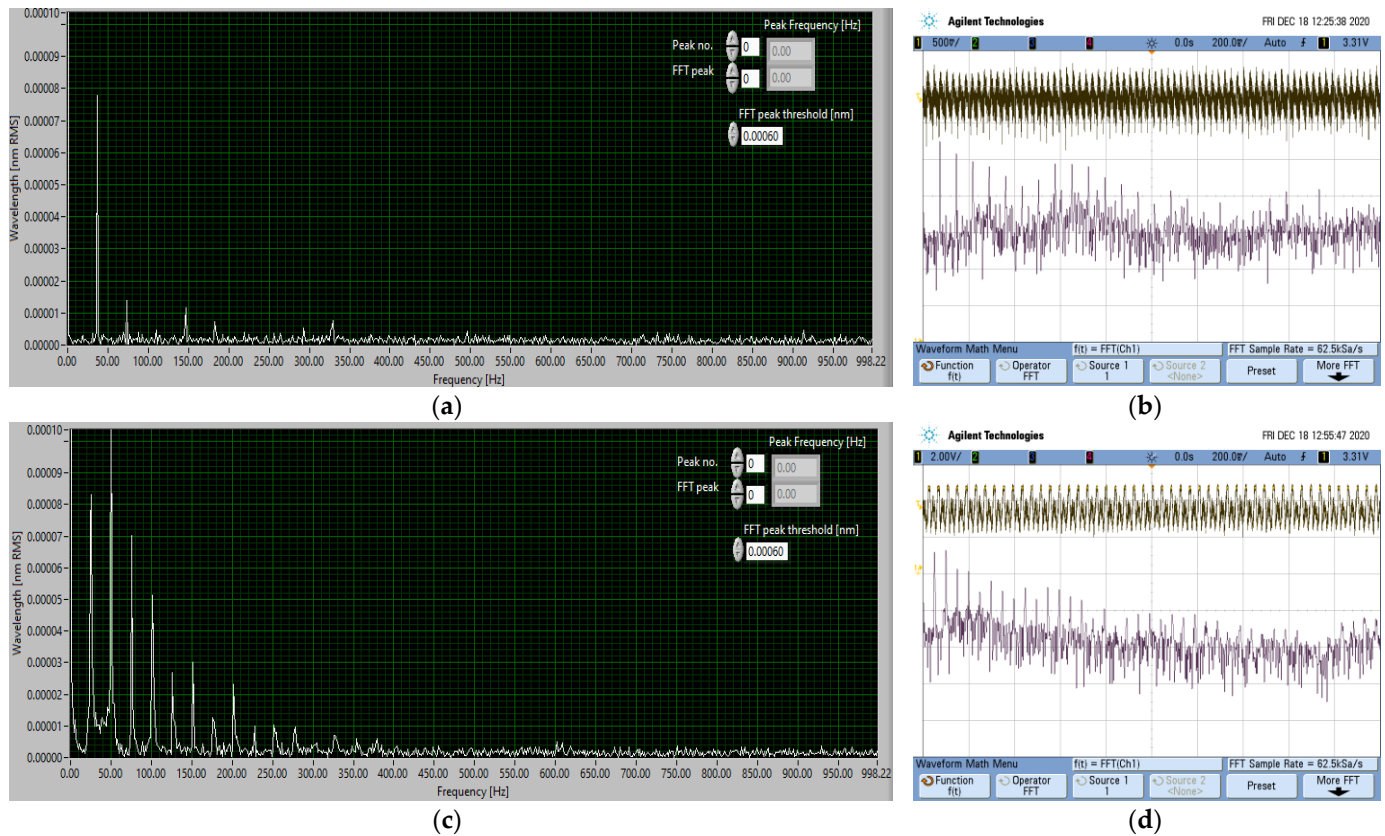 0.00010
0.00009
0.00008
0.00007
0.00006
0.00005
0.00004
0.00003
0.00002
0.00001
0.00000
Wavelength [nm RMS]
Peak Frequency [Hz]
Peak no. 0 0.00
FFT peak 0 0.00
FFT peak threshold [nm]
0.00060
0.00 50.00 100.00 150.00 200.00 250.00 300.00 350.00 400.00 450.00 500.00 550.00 600.00 650.00 700.00 750.00 800.00 850.00 900.00 950.00 998.22
Frequency [Hz]
(a)
Agilent Technologies FRI DEC 18 12:25:38 2020
1 500 / 2 3 4 0.0s 200.0 / Auto 1 3.31V
Waveform Math Menu f(t) = FFT(Ch1) FFT Sample Rate = 62.5kSa/s
Function Operator Source 1 Source 2 Preset More FFT
f(t) FFT 1 <None>
(b)
0.00010
0.00009
0.00008
0.00007
0.00006
0.00005
0.00004
0.00003
0.00002
0.00001
0.00000
Wavelength [nm RMS]
Peak Frequency [Hz]
Peak no. 0 0.00
FFT peak 0 0.00
FFT peak threshold [nm]
0.00060
0.00 50.00 100.00 150.00 200.00 250.00 300.00 350.00 400.00 450.00 500.00 550.00 600.00 650.00 700.00 750.00 800.00 850.00 900.00 950.00 998.22
Frequency [Hz]
(c)
Agilent Technologies FRI DEC 18 12:55:47 2020
1 2.00V/ 2 3 4 0.0s 200.0 / Auto 1 3.31V
Waveform Math Menu f(t) = FFT(Ch1) FFT Sample Rate = 62.5kSa/s
Function Operator Source 1 Source 2 Preset More FFT
f(t) FFT 1 <None>
(d)